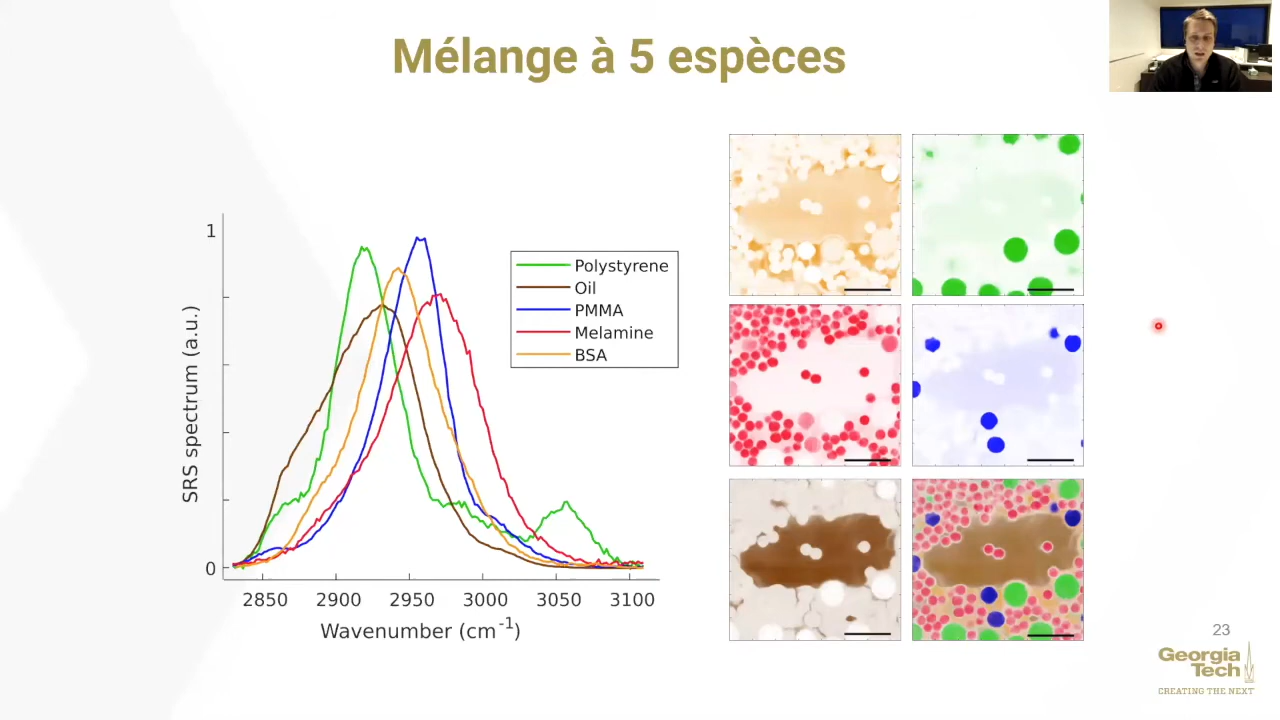 Mélange à 5 espèces
1
0
SRS spectrum (a.u.)
2850 2900 2950 3000 3050 3100
Wavenumber (cm⁻¹)
Polystyrene
Oil
PMMA
Melamine
BSA
23
Georgia
Tech
CREATING THE NEXT